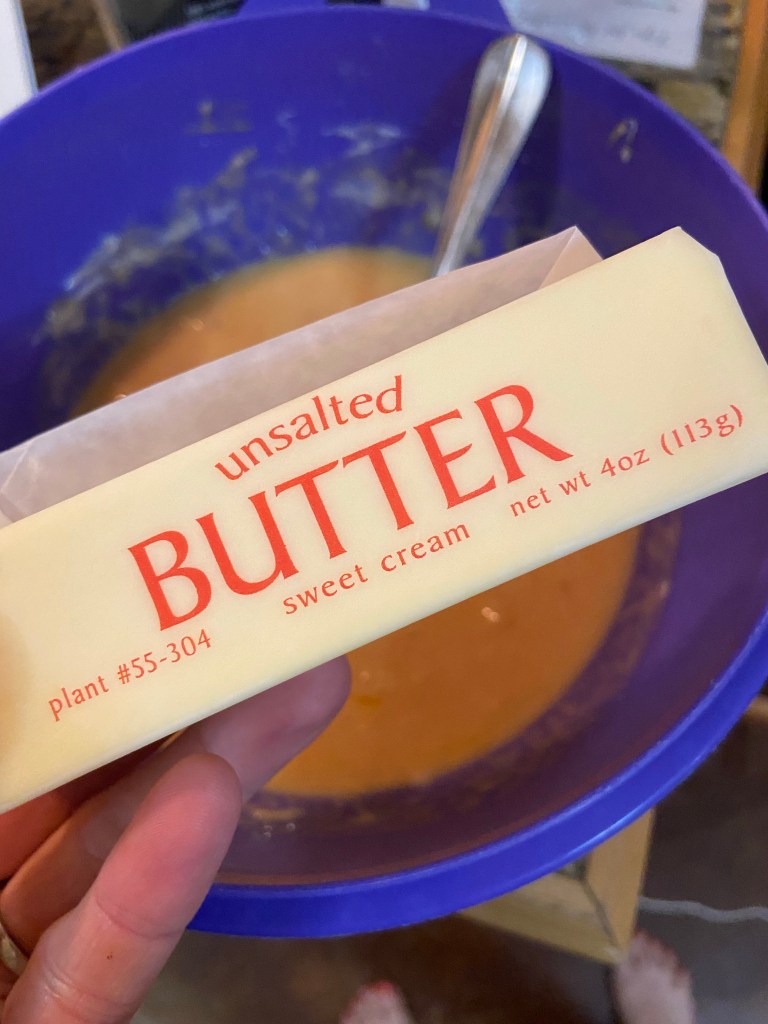 unsalted
BUTTER
sweet cream
net wt 4oz (113g)
plant #55-304